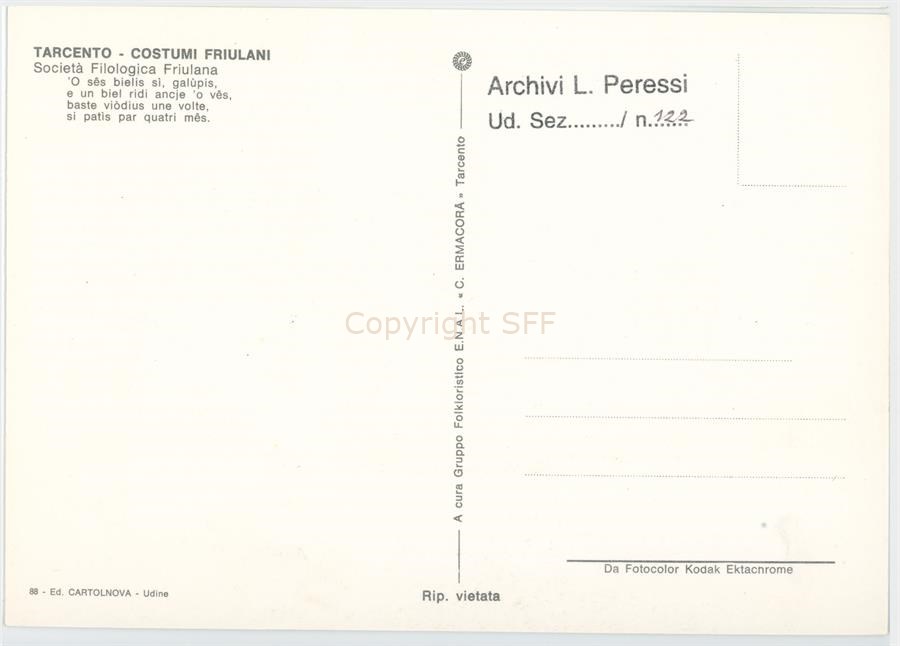 TARCENTO - COSTUMI FRIULANI
Società Filologica Friulana
'O sês bielis sì, galùpis,
e un biel ridi ancje 'o vês,
baste viòdius une volte,
si patìs par quatri mês.
Archivi L. Peressi
Ud. Sez........./ n.122
A cura Gruppo Folkloristico E.N.A.L. « C. ERMACORA » Tarcento
Copyright SFF
Da Fotocolor Kodak Ektachrome
88 - Ed. CARTOLNOVA - Udine
Rip. vietata